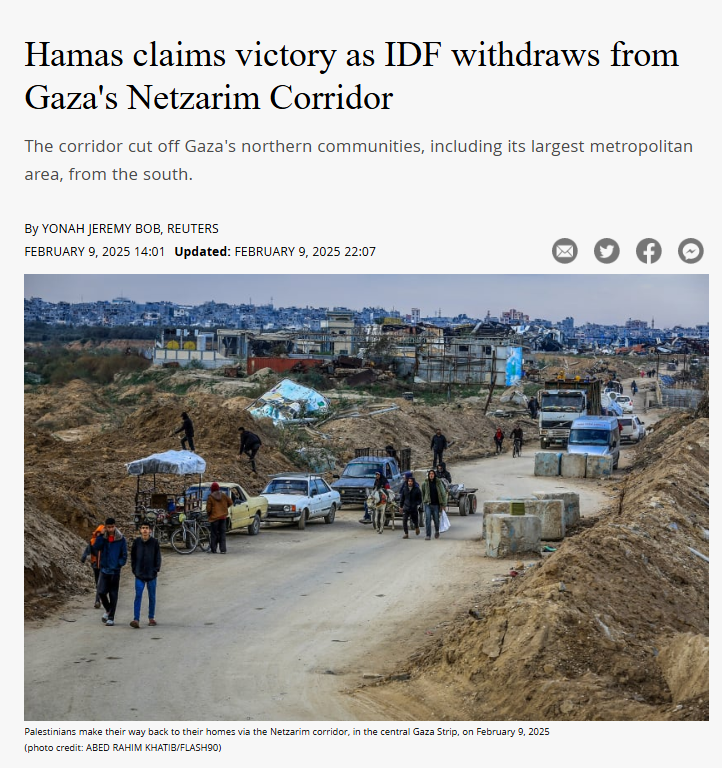 Hamas claims victory as IDF withdraws from
Gaza's Netzarim Corridor
The corridor cut off Gaza's northern communities, including its largest metropolitan
area, from the south.
By YONAH JEREMY BOB, REUTERS
FEBRUARY 9, 2025 14:01 Updated: FEBRUARY 9, 2025 22:07
Palestinians make their way back to their homes via the Netzarim corridor, in the central Gaza Strip, on February 9, 2025
(photo credit: ABED RAHIM KHATIB/FLASH90)